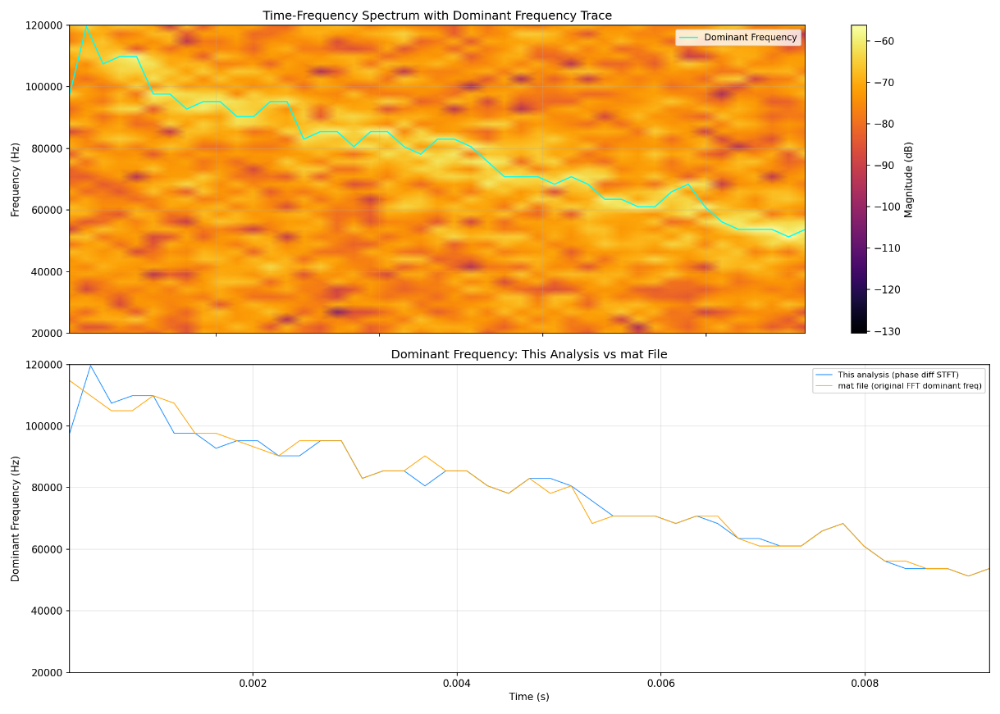 Time-Frequency Spectrum with Dominant Frequency Trace
120000
100000
80000
60000
40000
20000
Frequency (Hz)
Dominant Frequency
−60
−70
−80
−90
−100
−110
−120
−130
Magnitude (dB)
Dominant Frequency: This Analysis vs mat File
120000
100000
80000
60000
40000
20000
Dominant Frequency (Hz)
This analysis (phase diff STFT)
mat file (original FFT dominant freq)
0.002 0.004 0.006 0.008
Time (s)